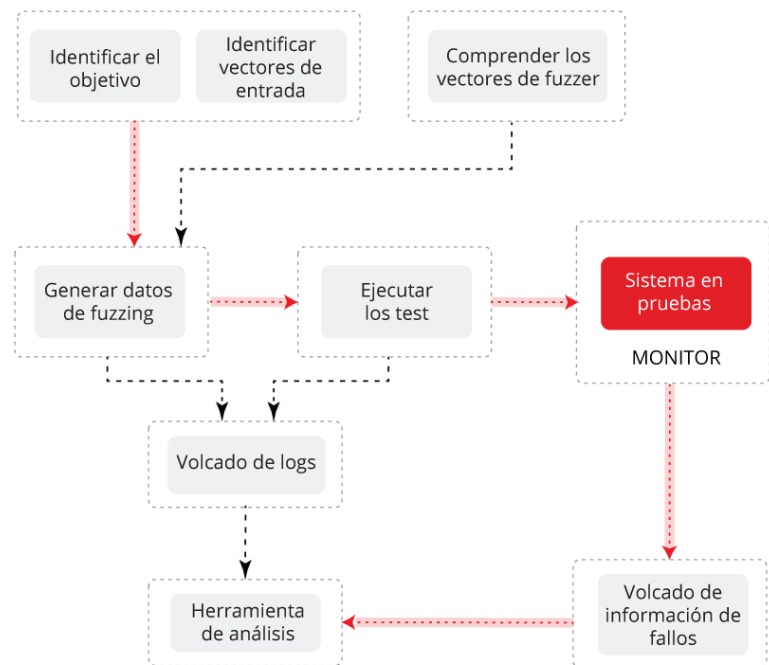 Identificar el
objetivo
Identificar
vectores de
entrada
Comprender los
vectores de fuzzer
Generar datos
de fuzzing
Ejecutar
los test
Sistema en
pruebas
MONITOR
Volcado de logs
Herramienta
de análisis
Volcado de
información de
fallos